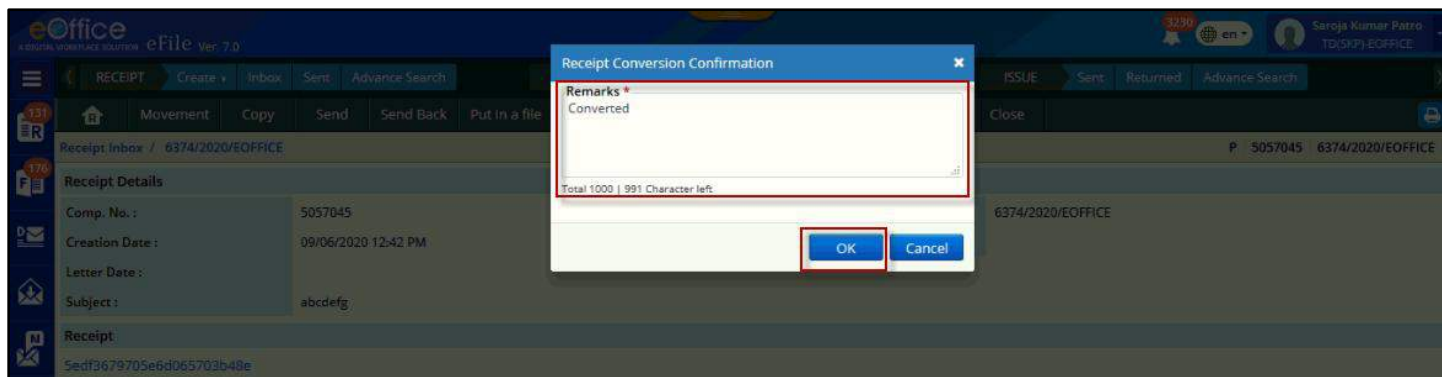 eOffice
A DIGITAL WORKPLACE SOLUTION eFile Ver 7.0
3230
en
Saroja Kumar Patro
TD(SKP)-EOFFICE
RECEIPT Create Inbox Sent Advance Search
ISSUE Sent Returned Advance Search
Receipt Conversion Confirmation
Remarks *
Converted
Total 1000 | 991 Character left
OK Cancel
131
R
Movement Copy Send Send Back Put in a file
Close
Receipt Inbox / 6374/2020/EOFFICE
P 5057045 6374/2020/EOFFICE
176
F
Receipt Details
Comp. No. : 5057045 6374/2020/EOFFICE
D
Creation Date : 09/06/2020 12:42 PM
Letter Date :
Subject : abcdefg
N
Receipt
5edf3679705e6d065703b48e